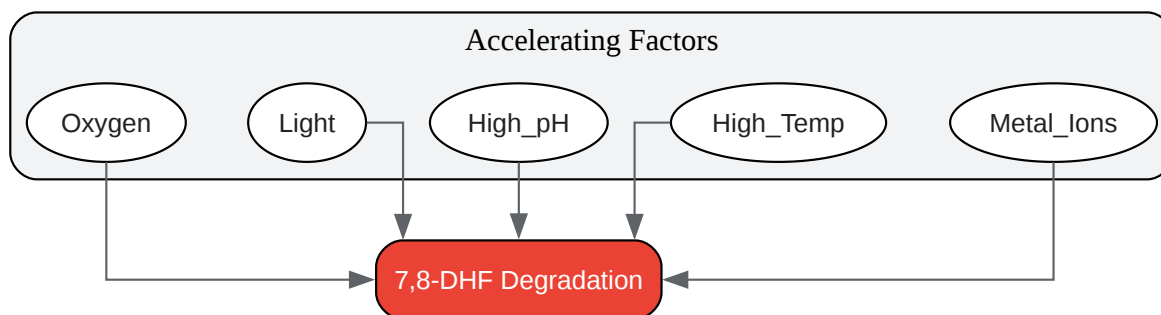 Accelerating Factors
Oxygen
Light
High_pH
High_Temp
Metal_Ions
7,8-DHF Degradation